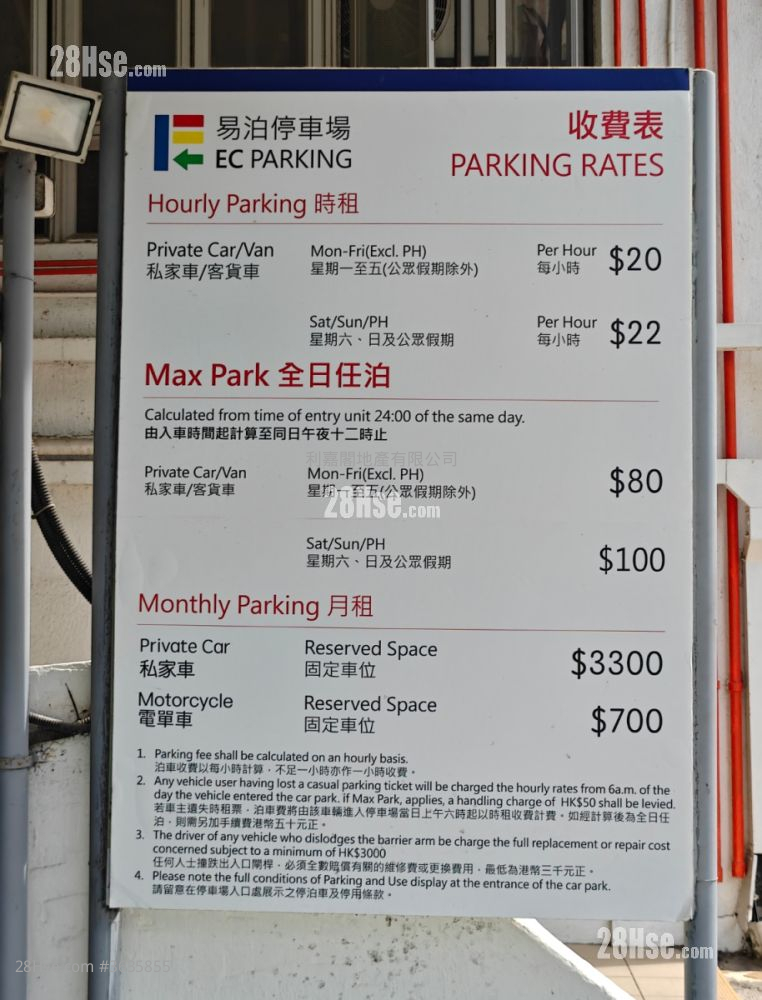 28Hse.com
易泊停車場
EC PARKING
收費表
PARKING RATES
Hourly Parking 時租
Private Car/Van
私家車/客貨車
Mon-Fri(Excl. PH)
星期一至五(公眾假期除外)
Per Hour
每小時
$20
Sat/Sun/PH
星期六、日及公眾假期
Per Hour
每小時
$22
Max Park 全日任泊
Calculated from time of entry unit 24:00 of the same day.
由入車時間起計算至同日午夜十二時止
利嘉閣地產有限公司
Private Car/Van
私家車/客貨車
Mon-Fri(Excl. PH)
星期一至五(公眾假期除外)
$80
28Hse.com
Sat/Sun/PH
星期六、日及公眾假期
$100
Monthly Parking 月租
Private Car
私家車
Reserved Space
固定車位
$3300
Motorcycle
電單車
Reserved Space
固定車位
$700
1. Parking fee shall be calculated on an hourly basis.
泊車收費以每小時計算，不足一小時亦作一小時收費。
2. Any vehicle user having lost a casual parking ticket will be charged the hourly rates from 6a.m. of the
day the vehicle entered the car park. if Max Park, applies, a handling charge of HK$50 shall be levied.
若車主遺失時租票，泊車費將由該車輛進入停車場當日上午六時起以時租收費計費。如經計算後為全日任
泊，則需另加手續費港幣五十元正。
3. The driver of any vehicle who dislodges the barrier arm be charge the full replacement or repair cost
concerned subject to a minimum of HK$3000
任何人士撞跌出入口閘桿，必須全數賠償有關的維修費或更換費用，最低為港幣三千元正。
4. Please note the full conditions of Parking and Use display at the entrance of the car park.
請留意在停車場入口處展示之停泊車及停用條款。
28Hse.com